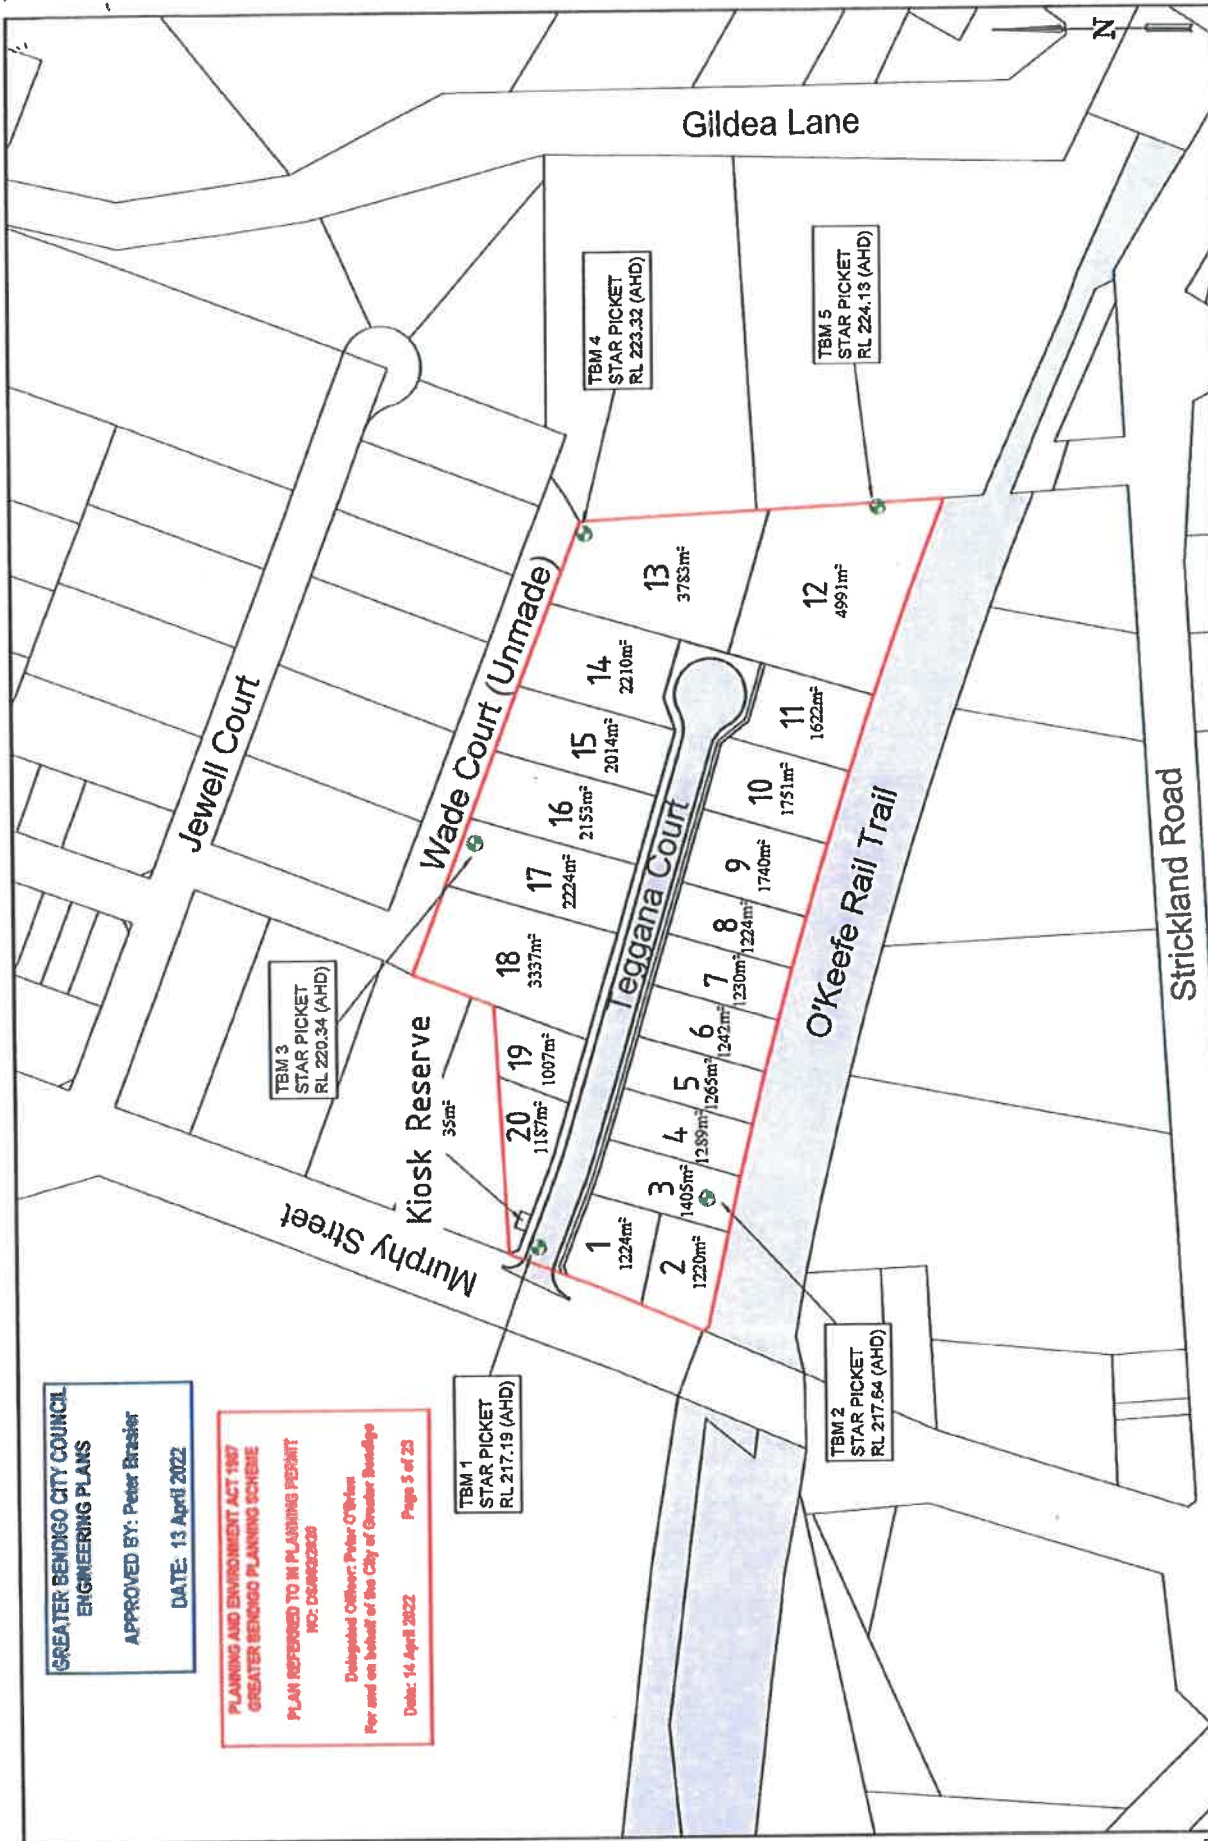 GREATER BENDIGO CITY COUNCIL
ENGINEERING PLANS
APPROVED BY: Peter Brasier
DATE: 13 April 2022
PLANNING AND ENVIRONMENT ACT 1987
GREATER BENDIGO PLANNING SCHEME
PLAN REFERRED TO IN PLANNING PERMIT
Delegated Officer: Peter O'Brien
For and on behalf of the City of Greater Bendigo
Date: 14 April 2022 Page 5 of 23
N
Gildea Lane
Jewell Court
Wade Court (Unmade)
Murphy Street
Teggana Court
O'Keefe Rail Trail
Strickland Road
Kiosk Reserve
35m²
TBM 1
STAR PICKET
RL 217.19 (AHD)
TBM 2
STAR PICKET
RL 217.64 (AHD)
TBM 3
STAR PICKET
RL 220.34 (AHD)
TBM 4
STAR PICKET
RL 223.32 (AHD)
TBM 5
STAR PICKET
RL 224.13 (AHD)
1
1224m²
2
1220m²
3
1405m²
4
1289m²
5
1265m²
6
1242m²
7
1230m²
8
1224m²
9
1740m²
10
1751m²
11
1622m²
12
4991m²
13
3783m²
14
2210m²
15
2014m²
16
2153m²
17
2224m²
18
3337m²
19
1007m²
20
1187m²